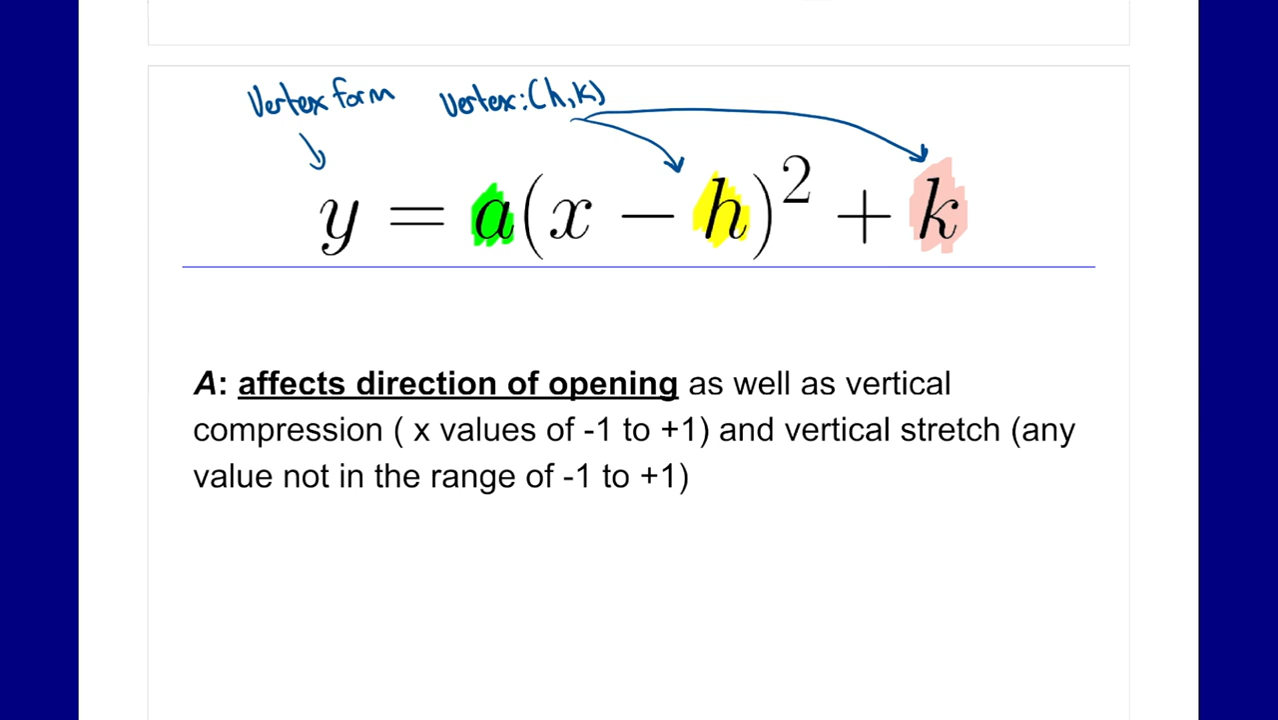 Vertex form vertex: (h,k)
y = a(x − h)² + k
A: affects direction of opening as well as vertical
compression ( x values of -1 to +1) and vertical stretch (any
value not in the range of -1 to +1)